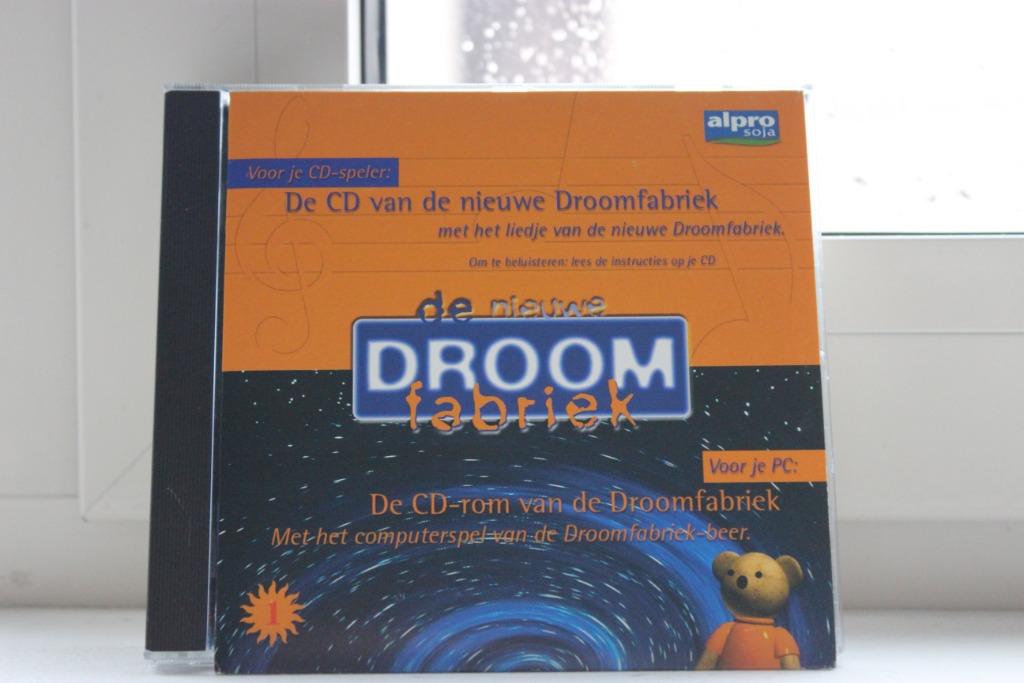 alpro
soja
Voor je CD-speler:
De CD van de nieuwe Droomfabriek
met het liedje van de nieuwe Droomfabriek.
Om te beluisteren: lees de instructies op je CD
de nieuwe
DROOM
fabriek
Voor je PC:
De CD-rom van de Droomfabriek
Met het computerspel van de Droomfabriek-beer.
1